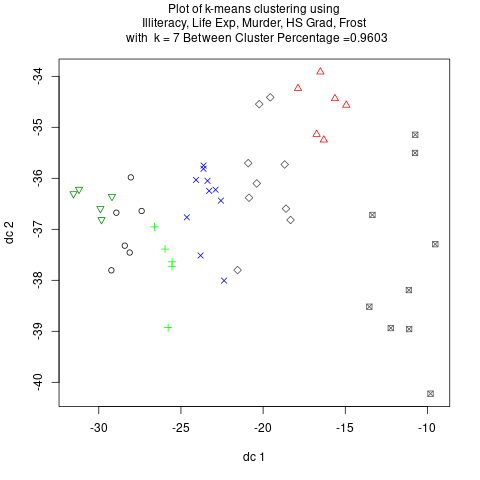 Plot of k-means clustering using
Illiteracy, Life Exp, Murder, HS Grad, Frost
with k = 7 Between Cluster Percentage =0.9603
-34
-35
-36
-37
-38
-39
-40
dc 2
-30 -25 -20 -15 -10
dc 1